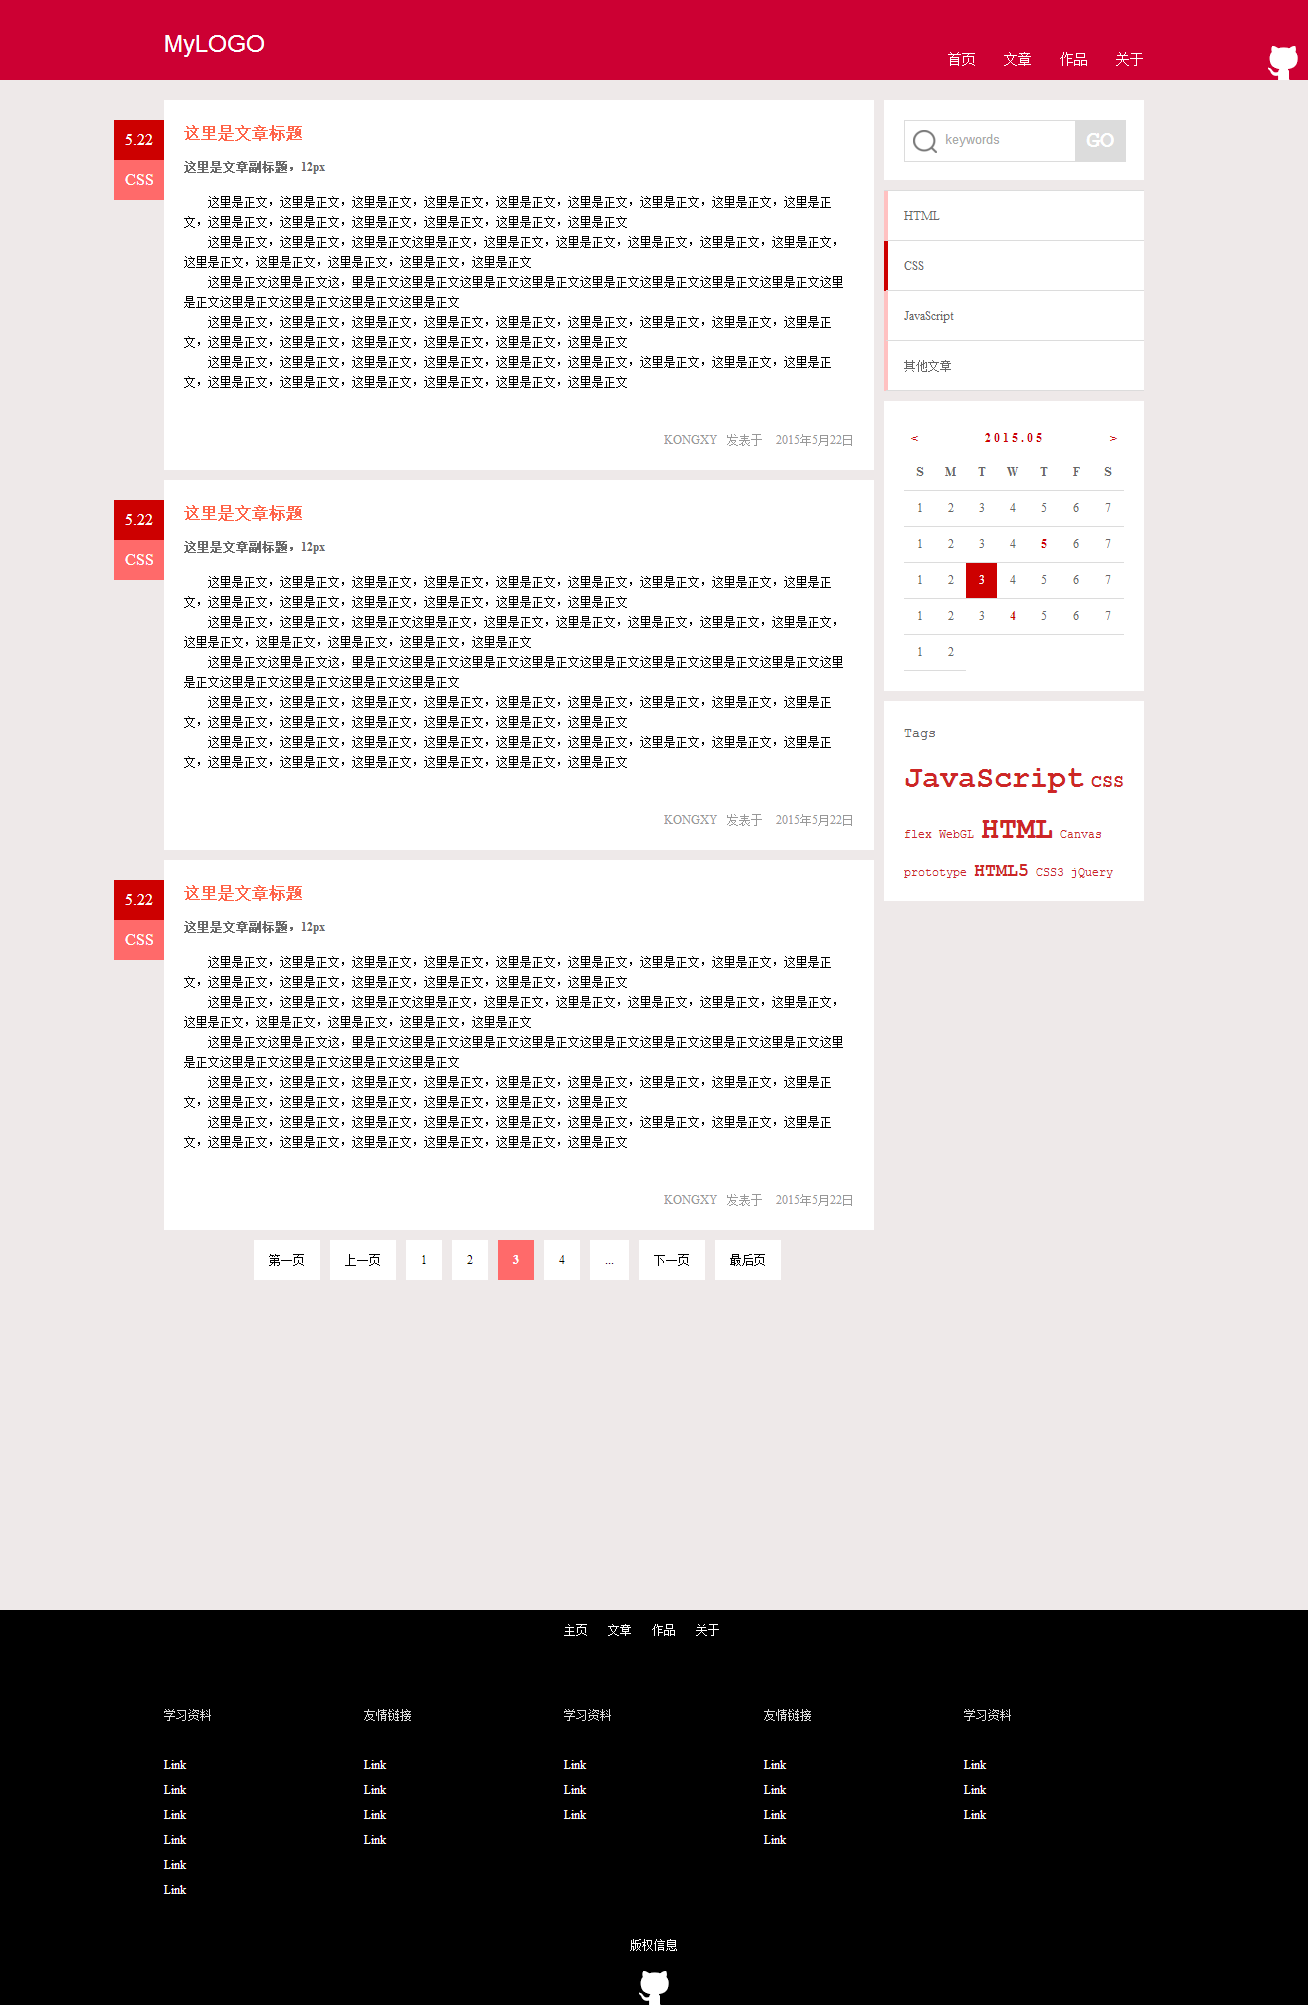 MyLOGO
首页 文章 作品 关于
5.22
CSS
这里是文章标题
这里是文章副标题，12px
这里是正文，这里是正文，这里是正文，这里是正文，这里是正文，这里是正文，这里是正文，这里是正文，这里是正
文，这里是正文，这里是正文，这里是正文，这里是正文，这里是正文，这里是正文
这里是正文，这里是正文，这里是正文这里是正文，这里是正文，这里是正文，这里是正文，这里是正文，这里是正文，
这里是正文，这里是正文，这里是正文，这里是正文，这里是正文
这里是正文这里是正文这，里是正文这里是正文这里是正文这里是正文这里是正文这里是正文这里是正文这里是正文这里
是正文这里是正文这里是正文这里是正文这里是正文
这里是正文，这里是正文，这里是正文，这里是正文，这里是正文，这里是正文，这里是正文，这里是正文，这里是正
文，这里是正文，这里是正文，这里是正文，这里是正文，这里是正文，这里是正文
这里是正文，这里是正文，这里是正文，这里是正文，这里是正文，这里是正文，这里是正文，这里是正文，这里是正
文，这里是正文，这里是正文，这里是正文，这里是正文，这里是正文，这里是正文
KONGXY 发表于 2015年5月22日
5.22
CSS
这里是文章标题
这里是文章副标题，12px
这里是正文，这里是正文，这里是正文，这里是正文，这里是正文，这里是正文，这里是正文，这里是正文，这里是正
文，这里是正文，这里是正文，这里是正文，这里是正文，这里是正文，这里是正文
这里是正文，这里是正文，这里是正文这里是正文，这里是正文，这里是正文，这里是正文，这里是正文，这里是正文，
这里是正文，这里是正文，这里是正文，这里是正文，这里是正文
这里是正文这里是正文这，里是正文这里是正文这里是正文这里是正文这里是正文这里是正文这里是正文这里是正文这里
是正文这里是正文这里是正文这里是正文这里是正文
这里是正文，这里是正文，这里是正文，这里是正文，这里是正文，这里是正文，这里是正文，这里是正文，这里是正
文，这里是正文，这里是正文，这里是正文，这里是正文，这里是正文，这里是正文
这里是正文，这里是正文，这里是正文，这里是正文，这里是正文，这里是正文，这里是正文，这里是正文，这里是正
文，这里是正文，这里是正文，这里是正文，这里是正文，这里是正文，这里是正文
KONGXY 发表于 2015年5月22日
5.22
CSS
这里是文章标题
这里是文章副标题，12px
这里是正文，这里是正文，这里是正文，这里是正文，这里是正文，这里是正文，这里是正文，这里是正文，这里是正
文，这里是正文，这里是正文，这里是正文，这里是正文，这里是正文，这里是正文
这里是正文，这里是正文，这里是正文这里是正文，这里是正文，这里是正文，这里是正文，这里是正文，这里是正文，
这里是正文，这里是正文，这里是正文，这里是正文，这里是正文
这里是正文这里是正文这，里是正文这里是正文这里是正文这里是正文这里是正文这里是正文这里是正文这里是正文这里
是正文这里是正文这里是正文这里是正文这里是正文
这里是正文，这里是正文，这里是正文，这里是正文，这里是正文，这里是正文，这里是正文，这里是正文，这里是正
文，这里是正文，这里是正文，这里是正文，这里是正文，这里是正文，这里是正文
这里是正文，这里是正文，这里是正文，这里是正文，这里是正文，这里是正文，这里是正文，这里是正文，这里是正
文，这里是正文，这里是正文，这里是正文，这里是正文，这里是正文，这里是正文
KONGXY 发表于 2015年5月22日
第一页 上一页 1 2 3 4 ... 下一页 最后页
keywords GO
HTML
CSS
JavaScript
其他文章
< 2015.05 >
S M T W T F S
1 2 3 4 5 6 7
1 2 3 4 5 6 7
1 2 3 4 5 6 7
1 2 3 4 5 6 7
1 2
Tags
JavaScript CSS
flex WebGL HTML Canvas
prototype HTML5 CSS3 jQuery
主页 文章 作品 关于
学习资料 友情链接 学习资料 友情链接 学习资料
Link Link Link Link Link
Link Link Link Link Link
Link Link Link Link Link
Link Link Link
Link
Link
版权信息